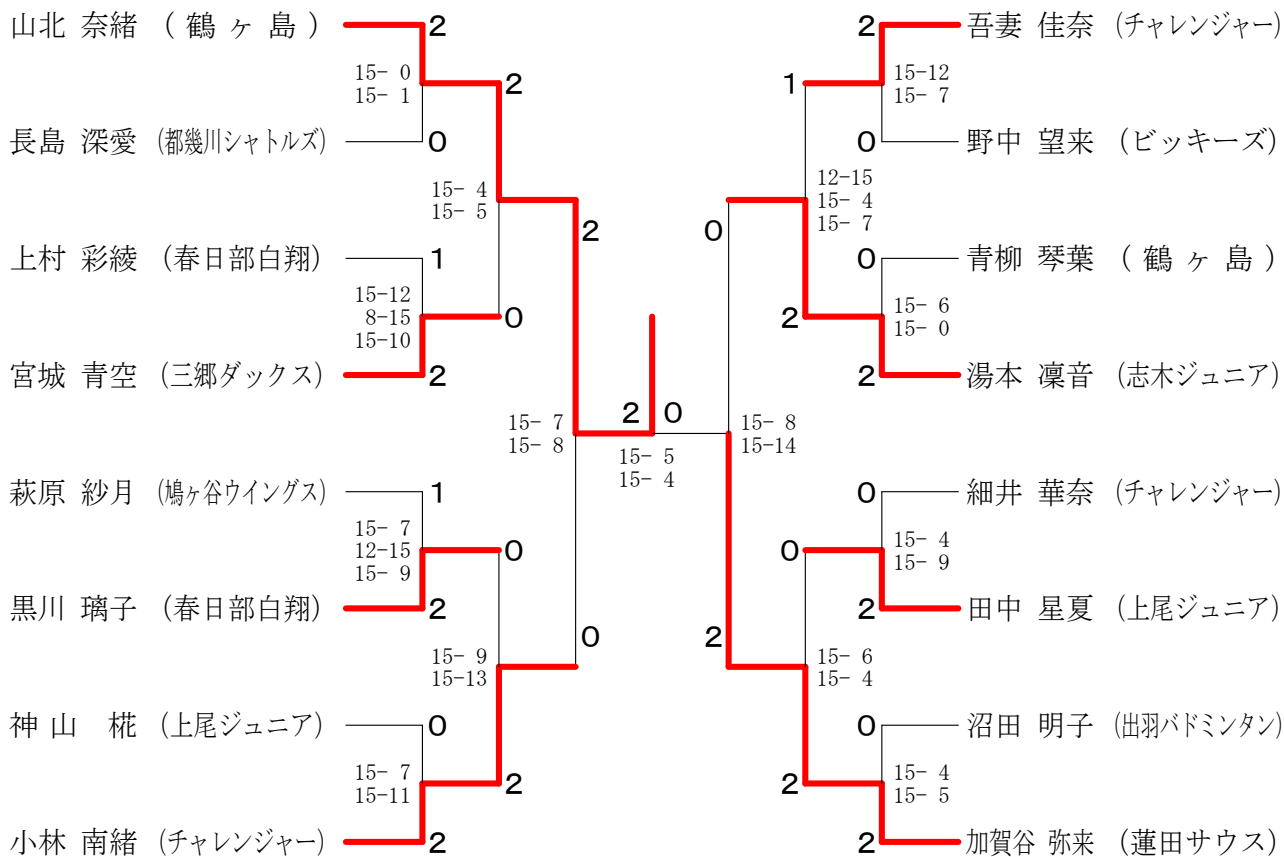 山北 奈緒 (鶴ヶ島) 2
15- 0
15- 1
2
長島 深愛 (都幾川シャトルズ) 0
15- 4
15- 5
2
上村 彩綾 (春日部白翔) 1
15-12
8-15
15-10
0
宮城 青空 (三郷ダックス) 2
15- 7
15- 8
萩原 紗月 (鳩ヶ谷ウイングス) 1
15- 7
12-15
15- 9
0
黒川 璃子 (春日部白翔) 2
0
15- 9
15-13
神山 椛 (上尾ジュニア) 0
15- 7
15-11
2
小林 南緒 (チャレンジャー) 2
2 0
15- 5
15- 4
2 吾妻 佳奈 (チャレンジャー)
1
15-12
15- 7
0 野中 望来 (ビッキーズ)
12-15
15- 4
15- 7
0
0 青柳 琴葉 (鶴ヶ島)
2
15- 6
15- 0
2 湯本 凜音 (志木ジュニア)
15- 8
15-14
0 細井 華奈 (チャレンジャー)
0
15- 4
15- 9
2 田中 星夏 (上尾ジュニア)
2
15- 6
15- 4
0 沼田 明子 (出羽バドミンタン)
2
15- 4
15- 5
2 加賀谷 弥来 (蓮田サウス)